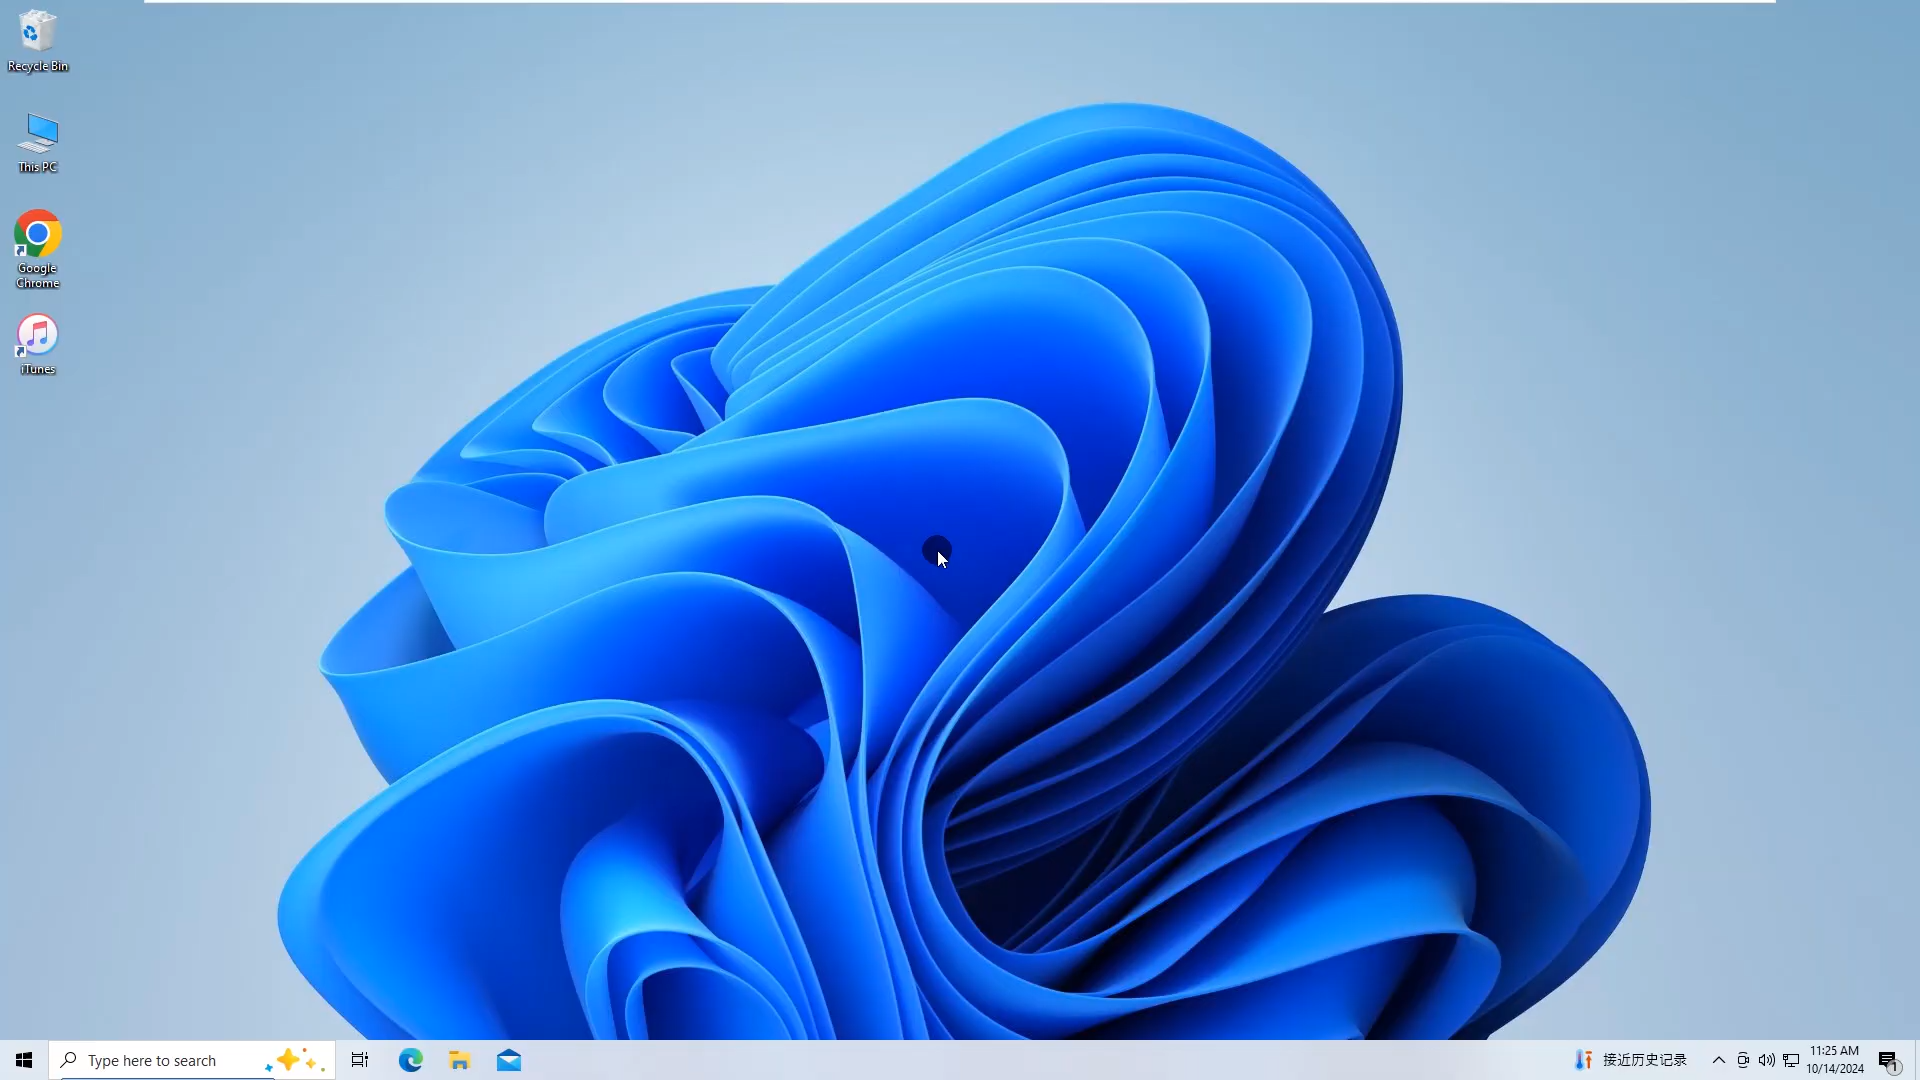 Recycle Bin
This PC
Google
Chrome
iTunes
Type here to search
接近历史记录
11:25 AM
10/14/2024
1